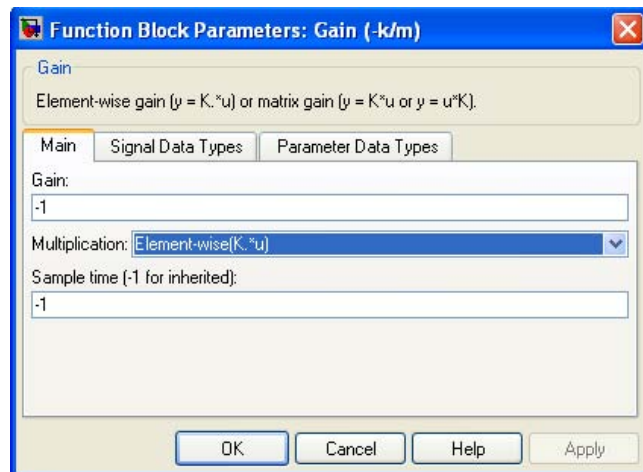 Function Block Parameters: Gain (-k/m)
Gain
Element-wise gain (y = K.*u) or matrix gain (y = K*u or y = u*K).
Main Signal Data Types Parameter Data Types
Gain:
-1
Multiplication: Element-wise(K.*u)
Sample time (-1 for inherited):
-1
OK Cancel Help Apply